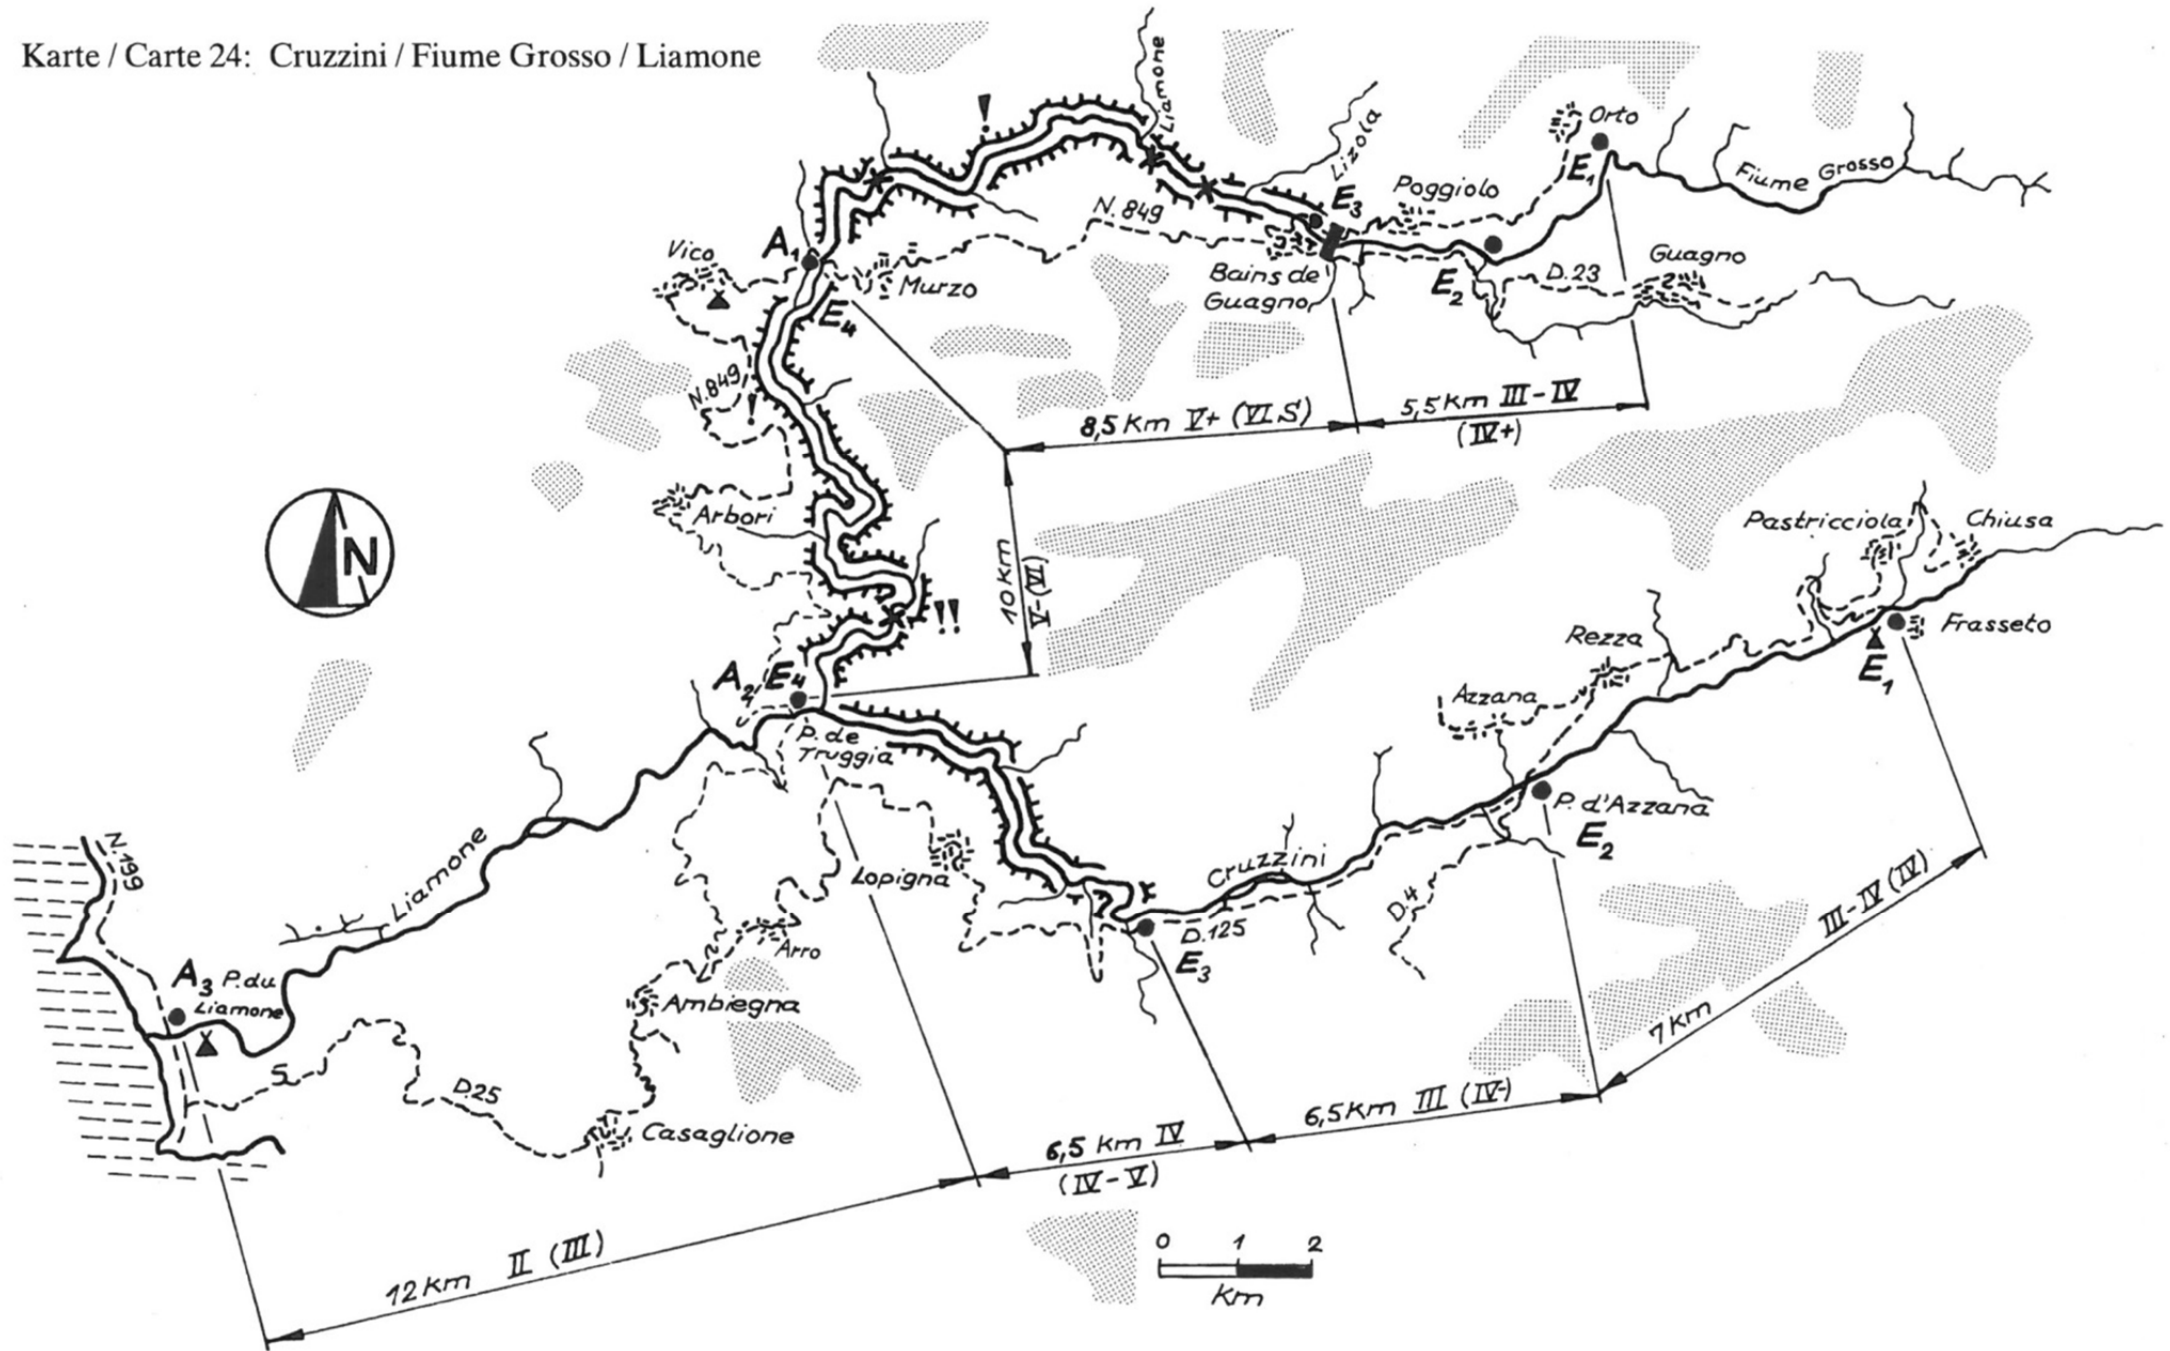 Karte / Carte 24: Cruzzini / Fiume Grosso / Liamone
Liamone
!
Lizola
Orto
E1
Fiume Grosso
Poggiolo
E3
N. 849
A1
Vico
Murzo
Bains de
Guagno
E2
D.23
Guagno
E4
N. 849
!
8,5 Km V+ (VI.S)
5,5 Km III-IV
(IV+)
Arbori
N
10 Km
V-(VI)
!!
Pastricciola
Chiusa
Frasseto
E1
Rezza
Azzana
A2
E4
P. de
Truggia
P. d'Azzana
E2
Lopigna
Cruzzini
D.4
D.125
E3
III-IV (IV)
7 Km
N.199
Liamone
A3 P. du
Liamone
Arro
Ambiegna
D.25
Casaglione
6,5 Km III (IV-)
6,5 Km IV
(IV-V)
12 Km II (III)
0 1 2
Km